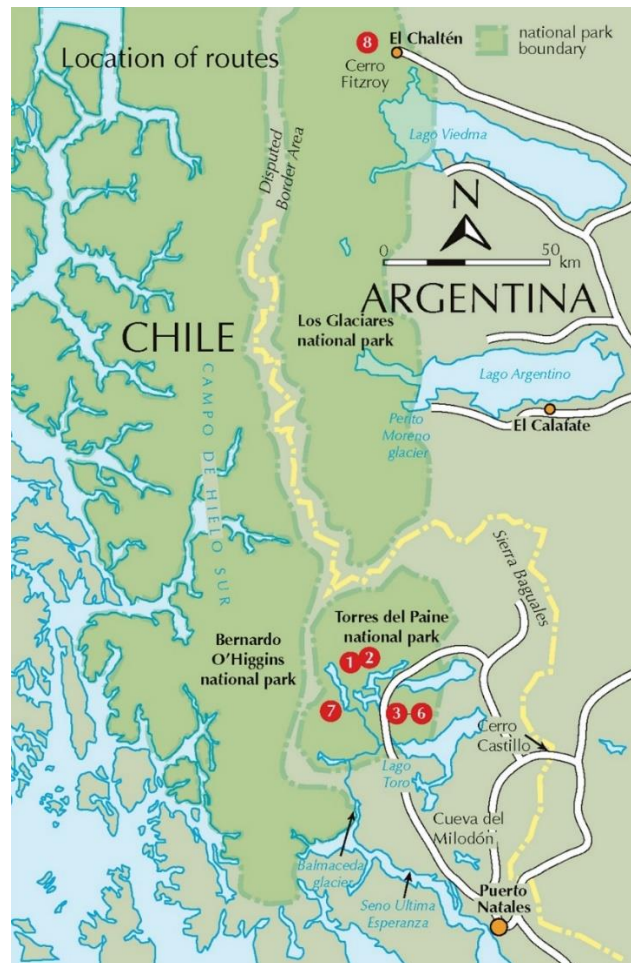 Location of routes
8
El Chaltén
Cerro
Fitzroy
national park
boundary
Lago Viedma
Disputed
Border Area
N
0
50
km
ARGENTINA
CHILE
Los Glaciares
national park
Lago Argentino
El Calafate
Perito
Moreno
glacier
CAMPO DE HIELO SUR
Sierra Baguales
Torres del Paine
national park
Bernardo
O'Higgins
national park
1
2
7
3
6
Cerro
Castillo
Lago
Toro
Cueva del
Milodón
Balmaceda
glacier
Seno Ultima
Esperanza
Puerto
Natales